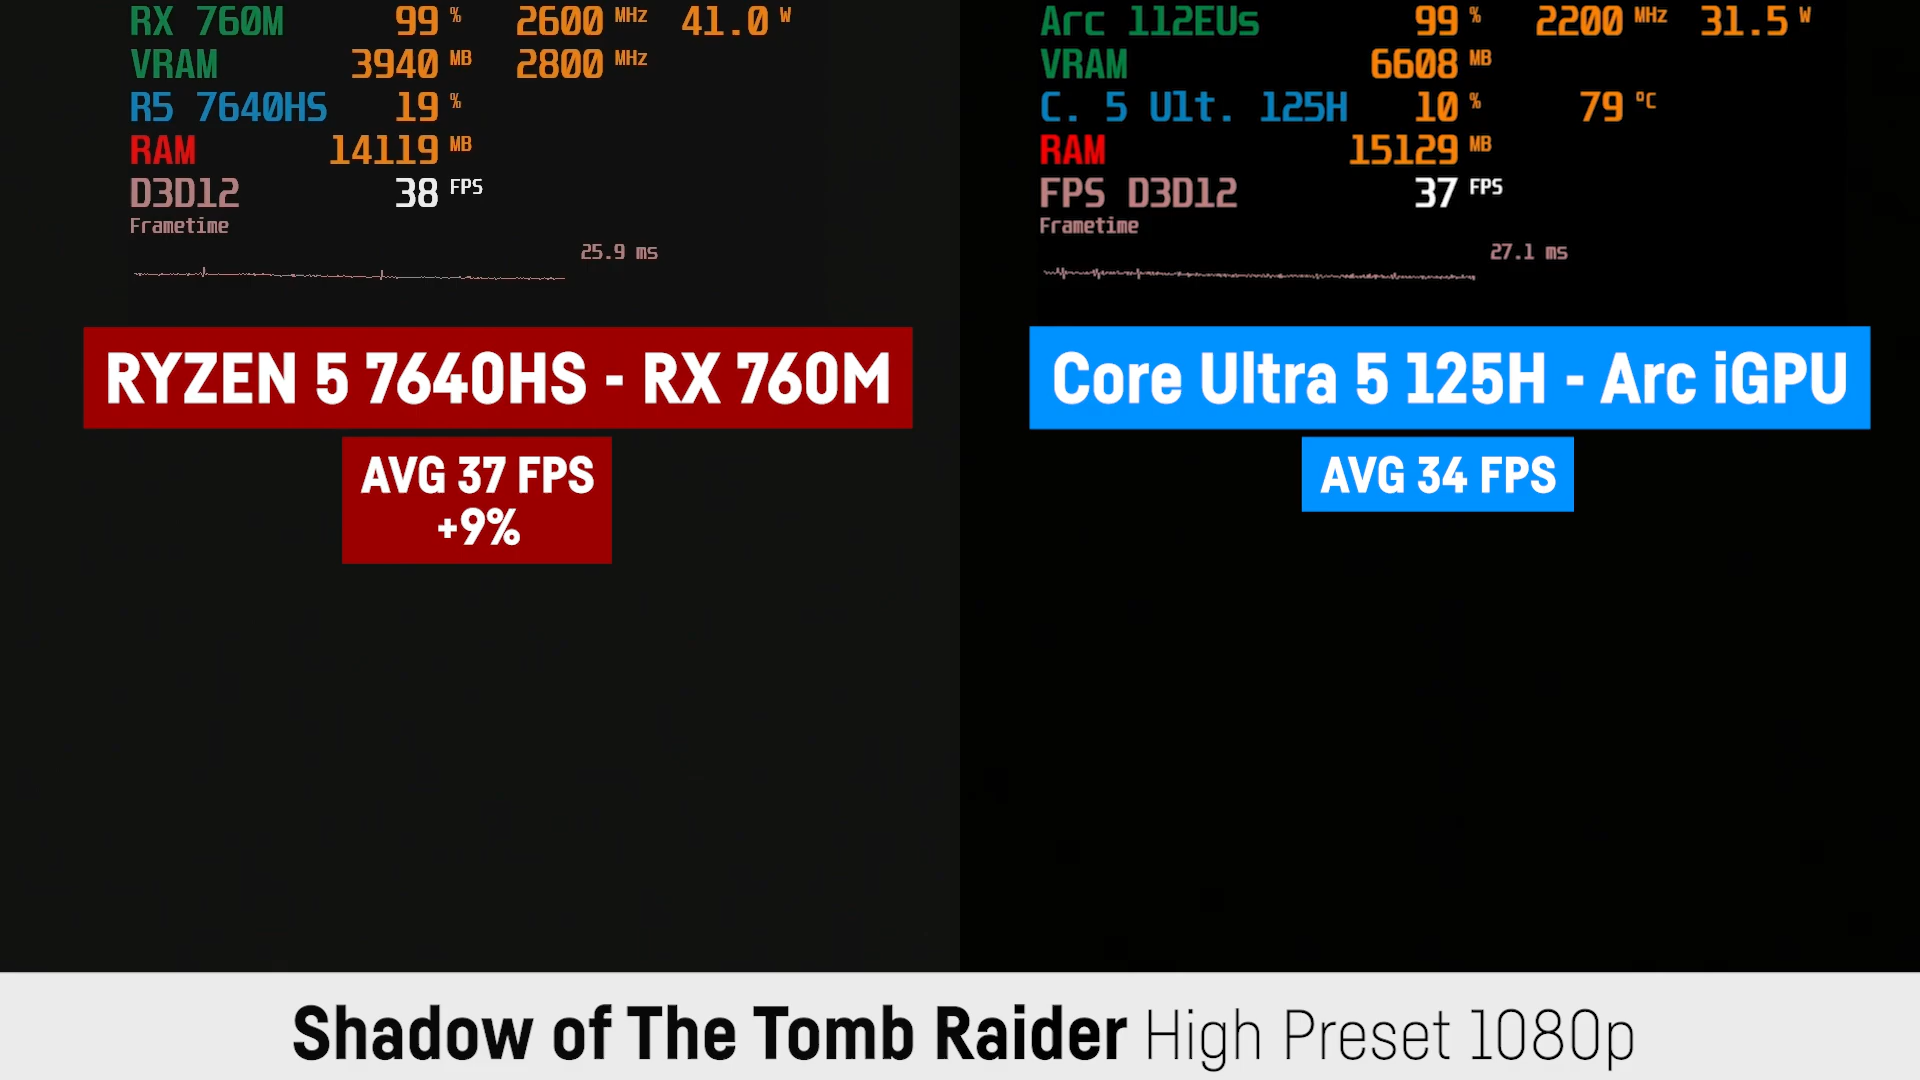 RX 760M 99 % 2600 MHz 41.0 W
VRAM 3940 MB 2800 MHz
R5 7640HS 19 %
RAM 14119 MB
D3D12 38 FPS
Frametime
25.9 ms
RYZEN 5 7640HS - RX 760M
AVG 37 FPS
+9%
Arc 112EUs 99 % 2200 MHz 31.5 W
VRAM 6608 MB
C. 5 Ult. 125H 10 % 79 °C
RAM 15129 MB
FPS D3D12 37 FPS
Frametime
27.1 ms
Core Ultra 5 125H - Arc iGPU
AVG 34 FPS
Shadow of The Tomb Raider High Preset 1080p